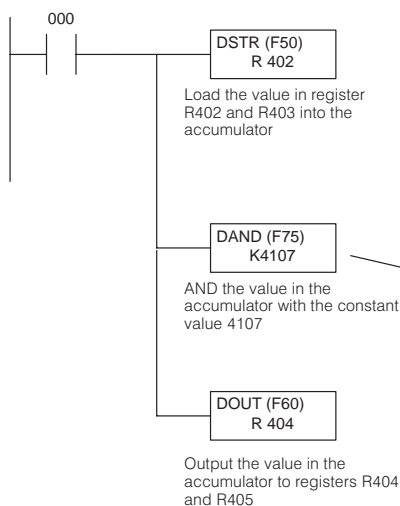 000
DSTR (F50)
R 402
Load the value in register
R402 and R403 into the
accumulator
DAND (F75)
K4107
AND the value in the
accumulator with the constant
value 4107
DOUT (F60)
R 404
Output the value in the
accumulator to registers R404
and R405